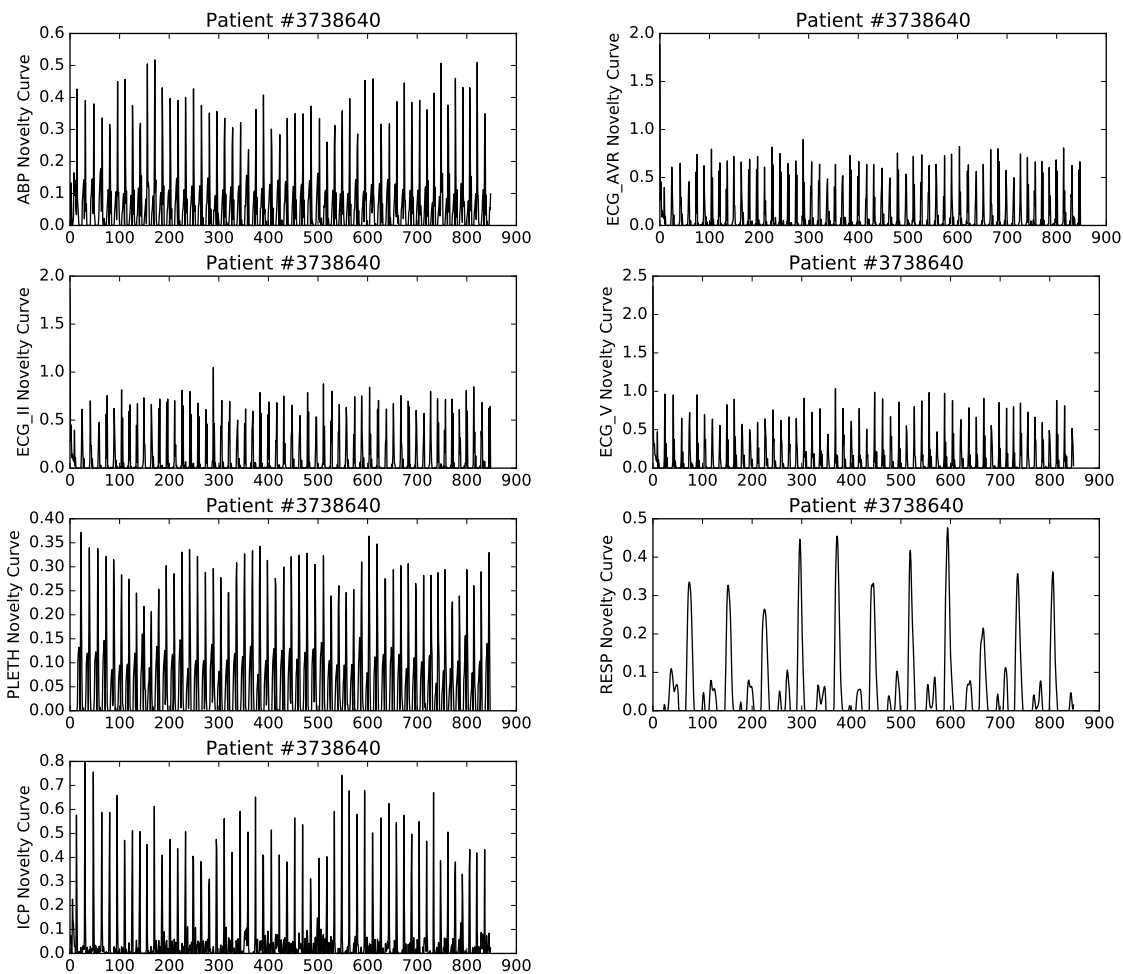 Patient #3738640
ABP Novelty Curve
0.6
0.5
0.4
0.3
0.2
0.1
0.0
0 100 200 300 400 500 600 700 800 900
Patient #3738640
ECG_AVR Novelty Curve
2.0
1.5
1.0
0.5
0.0
0 100 200 300 400 500 600 700 800 900
Patient #3738640
ECG_II Novelty Curve
2.0
1.5
1.0
0.5
0.0
0 100 200 300 400 500 600 700 800 900
Patient #3738640
ECG_V Novelty Curve
2.5
2.0
1.5
1.0
0.5
0.0
0 100 200 300 400 500 600 700 800 900
Patient #3738640
PLETH Novelty Curve
0.40
0.35
0.30
0.25
0.20
0.15
0.10
0.05
0.00
0 100 200 300 400 500 600 700 800 900
Patient #3738640
RESP Novelty Curve
0.5
0.4
0.3
0.2
0.1
0.0
0 100 200 300 400 500 600 700 800 900
Patient #3738640
ICP Novelty Curve
0.8
0.7
0.6
0.5
0.4
0.3
0.2
0.1
0.0
0 100 200 300 400 500 600 700 800 900